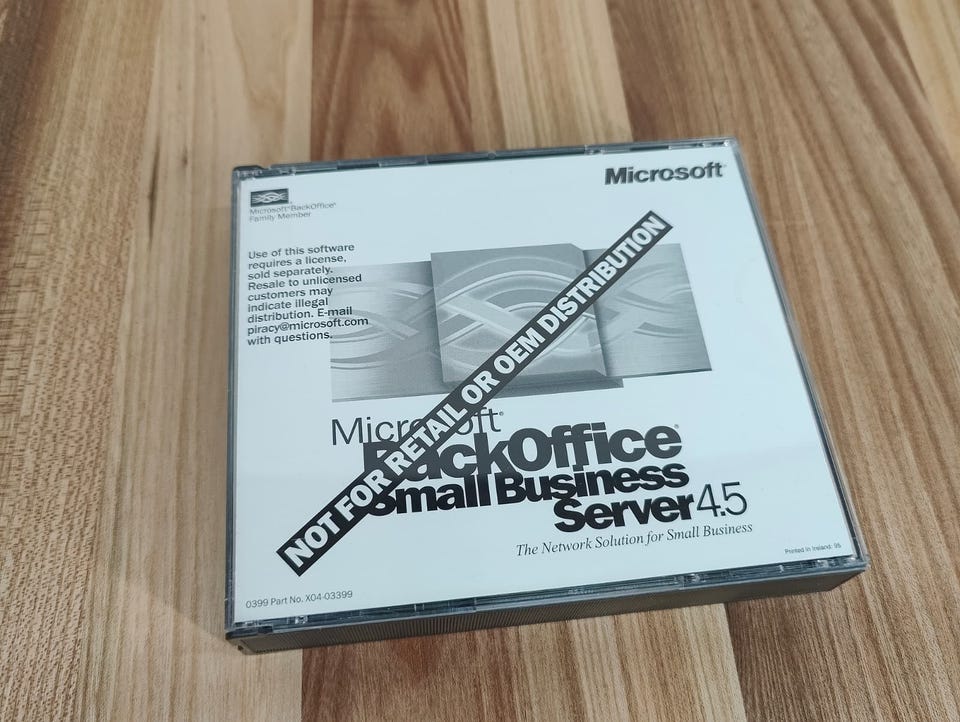 Microsoft
Microsoft® BackOffice®
Family Member
Use of this software
requires a license,
sold separately.
Resale to unlicensed
customers may
indicate illegal
distribution. E-mail
piracy@microsoft.com
with questions.
NOT FOR RETAIL OR OEM DISTRIBUTION
Microsoft®
BackOffice®
Small Business
Server 4.5
The Network Solution for Small Business
0399 Part No. X04-03399
Printed in Ireland: 95